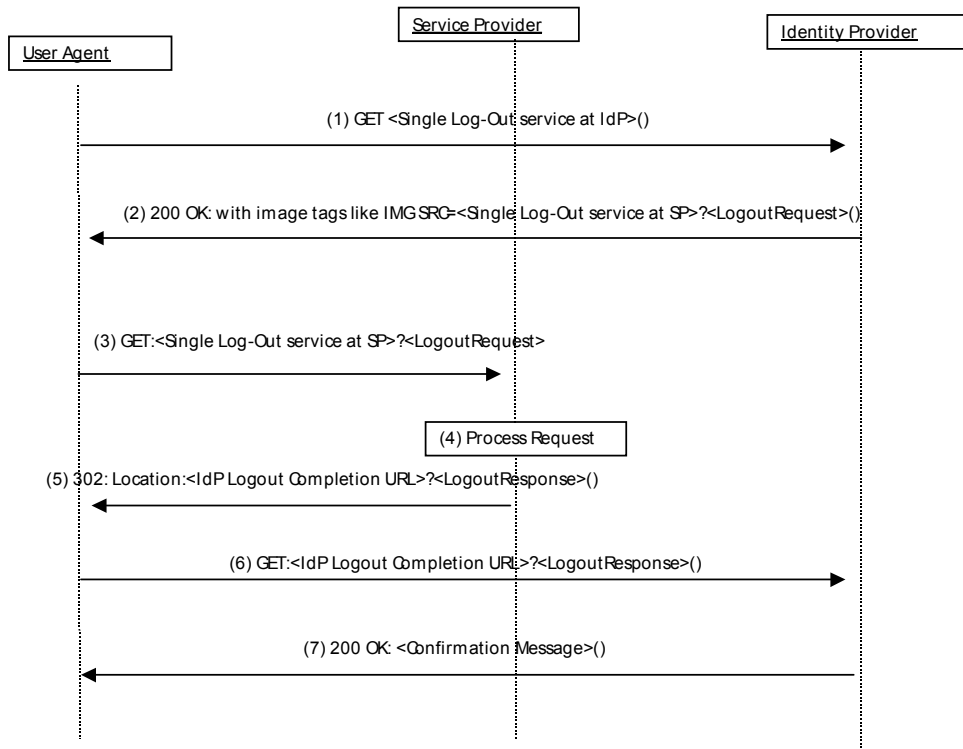 Service Provider
Identity Provider
User Agent
(1) GET <Single Log-Out service at IdP>()
(2) 200 OK: with image tags like IMG SRC=<Single Log-Out service at SP>?<LogoutRequest>()
(3) GET:<Single Log-Out service at SP>?<LogoutRequest>
(4) Process Request
(5) 302: Location:<IdP Logout Completion URL>?<LogoutResponse>()
(6) GET:<IdP Logout Completion URL>?<LogoutResponse>()
(7) 200 OK: <Confirmation Message>()